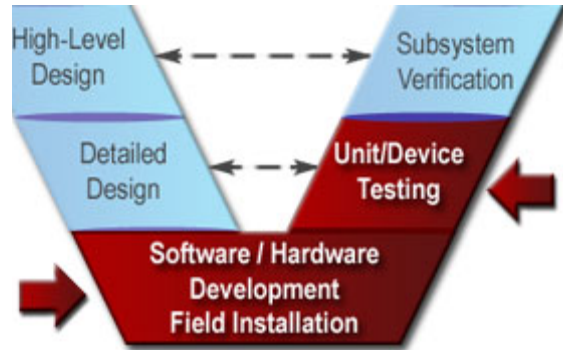 High-Level
Design
Subsystem
Verification
Detailed
Design
Unit/Device
Testing
Software / Hardware
Development
Field Installation